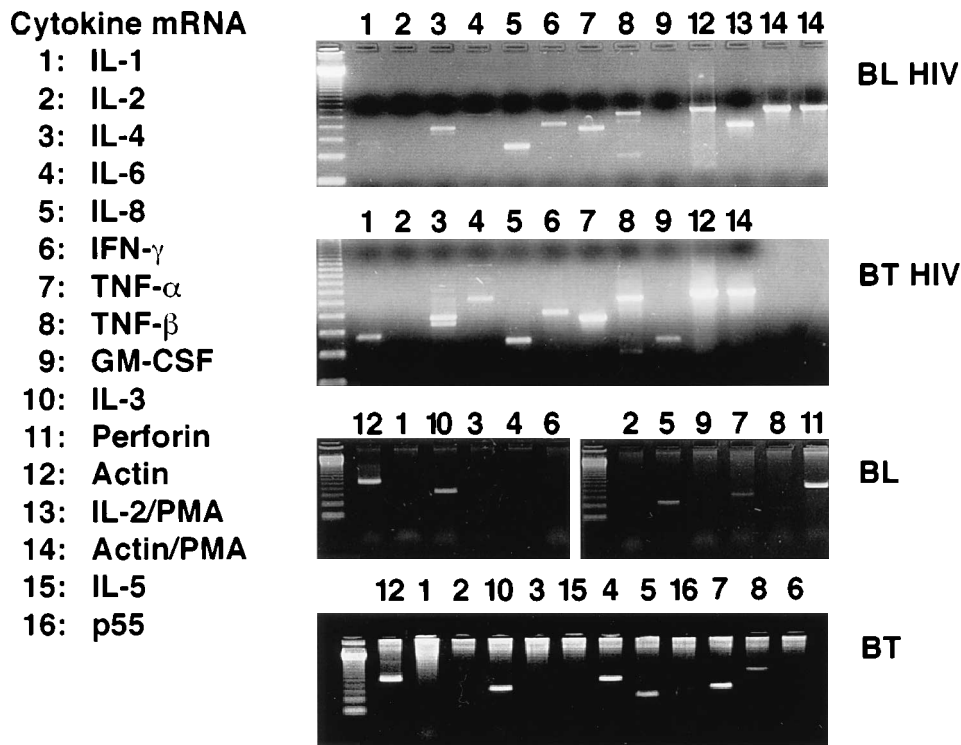 Cytokine mRNA
1: IL-1
2: IL-2
3: IL-4
4: IL-6
5: IL-8
6: IFN-γ
7: TNF-α
8: TNF-β
9: GM-CSF
10: IL-3
11: Perforin
12: Actin
13: IL-2/PMA
14: Actin/PMA
15: IL-5
16: p55
1 2 3 4 5 6 7 8 9 12 13 14 14
BL HIV
1 2 3 4 5 6 7 8 9 12 14
BT HIV
12 1 10 3 4 6 2 5 9 7 8 11
BL
12 1 2 10 3 15 4 5 16 7 8 6
BT